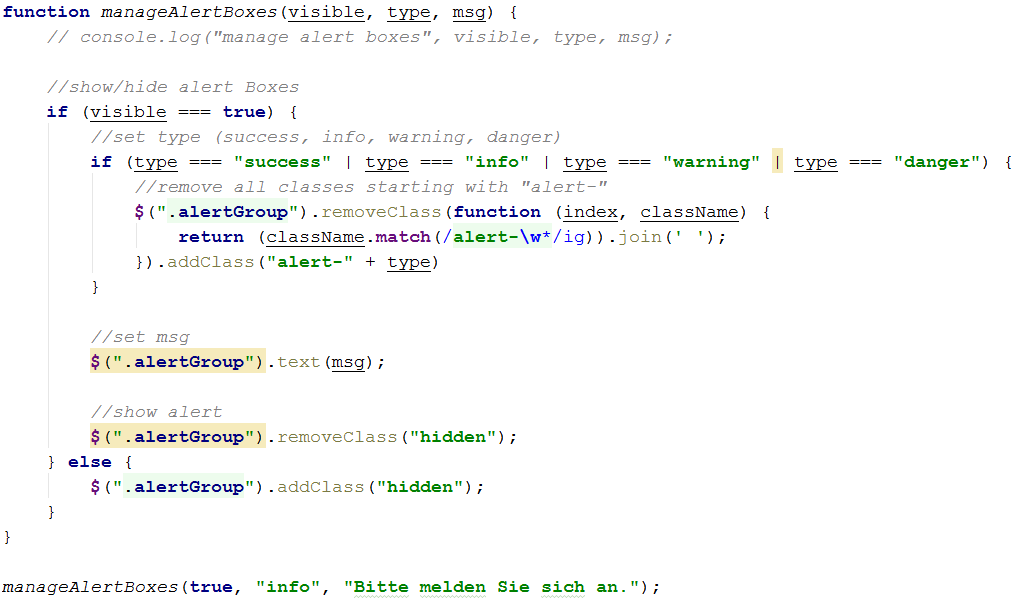 function manageAlertBoxes(visible, type, msg) {
    // console.log("manage alert boxes", visible, type, msg);

    //show/hide alert Boxes
    if (visible === true) {
        //set type (success, info, warning, danger)
        if (type === "success" | type === "info" | type === "warning" | type === "danger") {
            //remove all classes starting with "alert-"
            $(".alertGroup").removeClass(function (index, className) {
                return (className.match(/alert-\w*/ig)).join(' ');
            }).addClass("alert-" + type)
        }

        //set msg
        $(".alertGroup").text(msg);

        //show alert
        $(".alertGroup").removeClass("hidden");
    } else {
        $(".alertGroup").addClass("hidden");
    }
}

manageAlertBoxes(true, "info", "Bitte melden Sie sich an.");